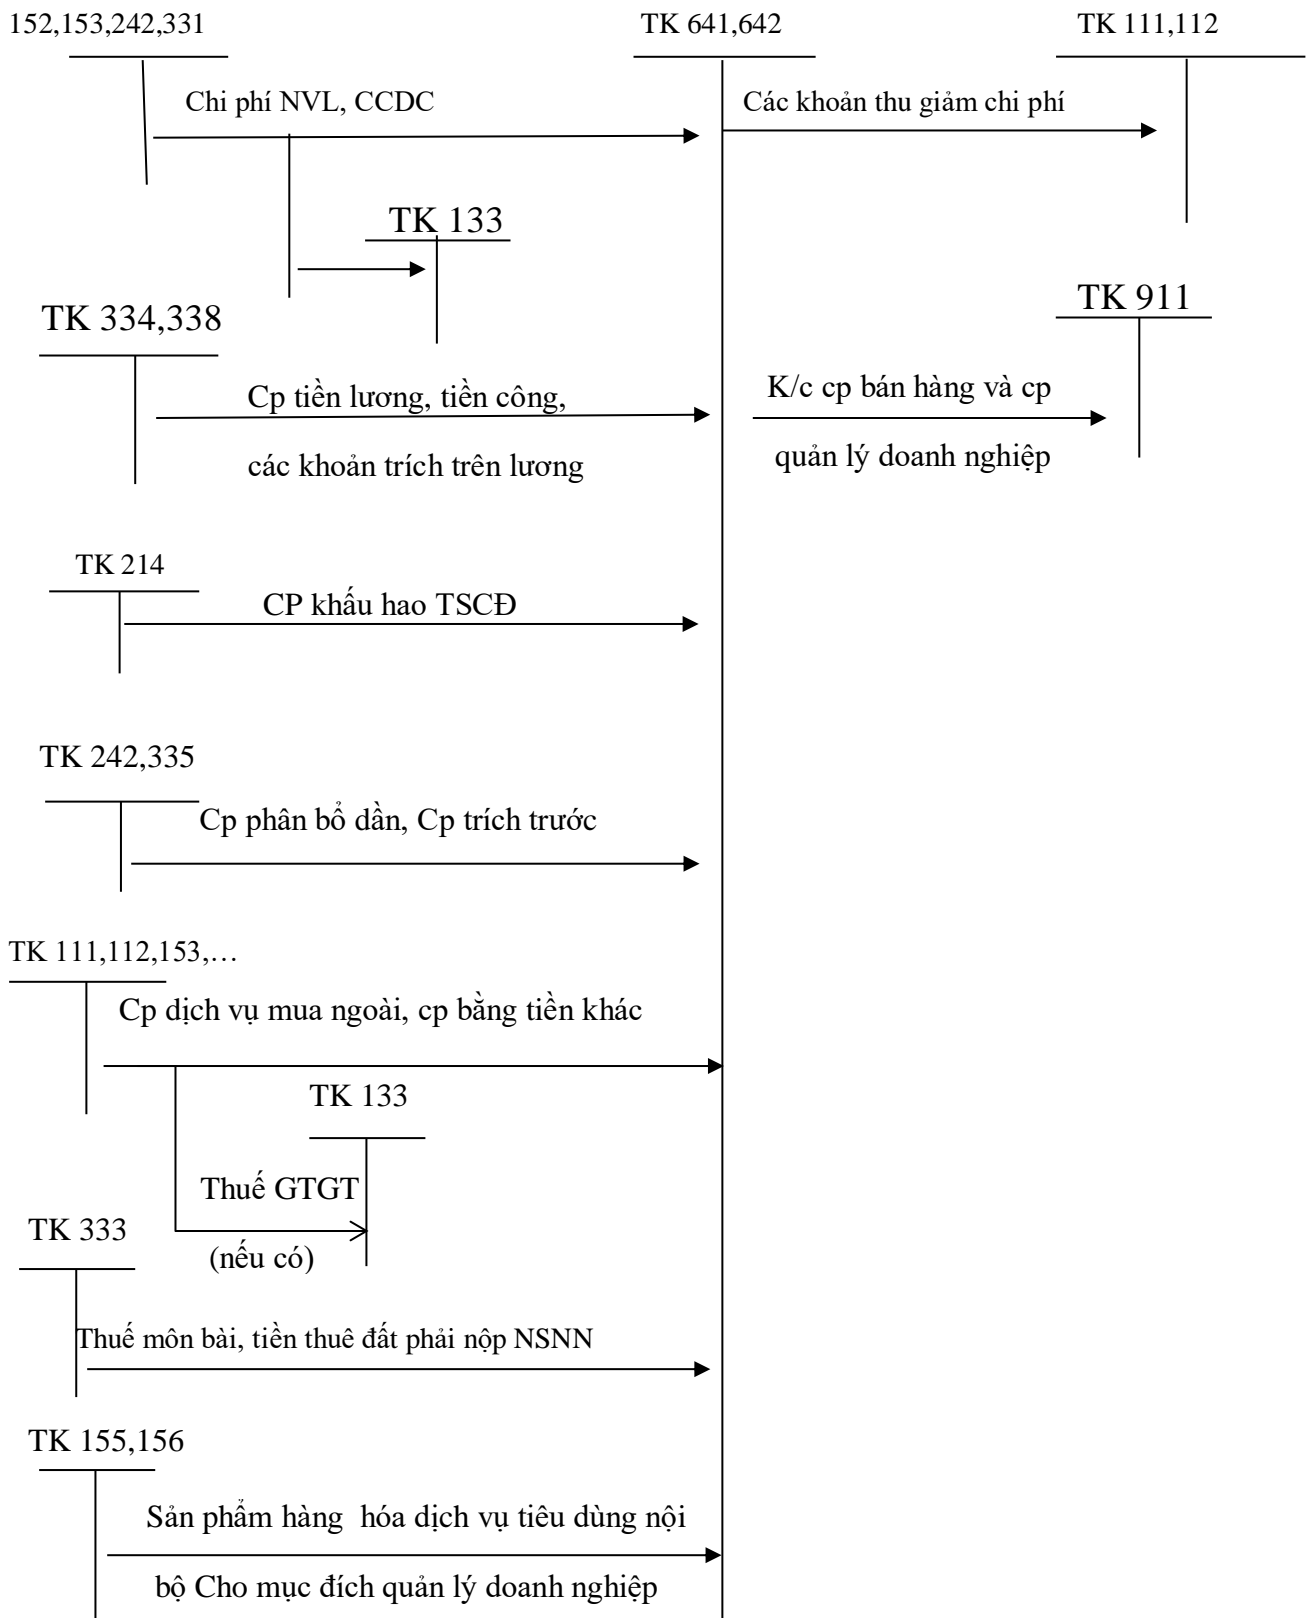 152,153,242,331
TK 641,642
TK 111,112
Chi phí NVL, CCDC
Các khoản thu giảm chi phí
TK 133
TK 334,338
TK 911
Cp tiền lương, tiền công,
các khoản trích trên lương
K/c cp bán hàng và cp
quản lý doanh nghiệp
TK 214
CP khấu hao TSCĐ
TK 242,335
Cp phân bổ dần, Cp trích trước
TK 111,112,153,…
Cp dịch vụ mua ngoài, cp bằng tiền khác
TK 133
Thuế GTGT
(nếu có)
TK 333
Thuế môn bài, tiền thuê đất phải nộp NSNN
TK 155,156
Sản phẩm hàng  hóa dịch vụ tiêu dùng nội
bộ Cho mục đích quản lý doanh nghiệp